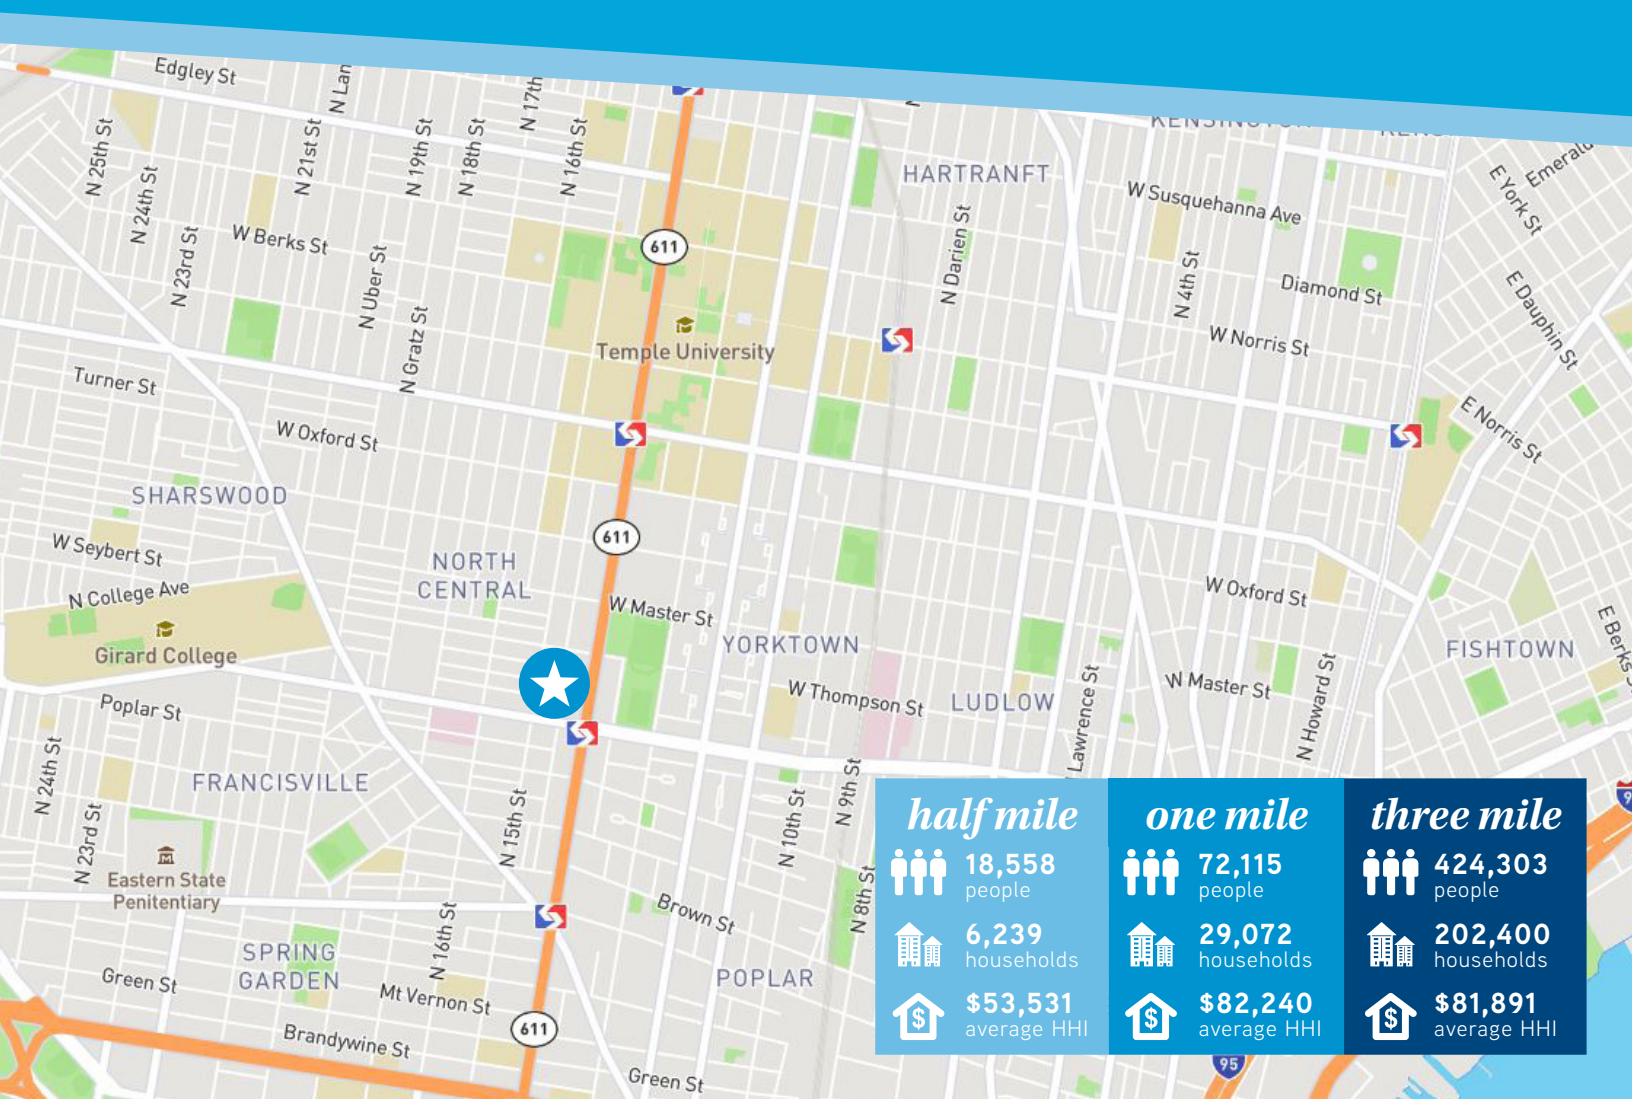 Edgley St
N Lan
N 17th
N 25th St
N 21st St
N 19th St
N 18th St
N 16th St
N 24th St
HARTRANFT
W Susquehanna Ave
E York St
Emerald
W Berks St
N 23rd St
N Uber St
611
N Darien St
N 4th St
Diamond St
E Dauphin St
N Gratz St
Temple University
W Norris St
Turner St
W Oxford St
E Norris St
SHARSWOOD
W Seybert St
NORTH
CENTRAL
611
N College Ave
W Master St
W Oxford St
Girard College
YORKTOWN
FISHTOWN
E Berks S
W Thompson St
LUDLOW
W Master St
Lawrence St
N Howard St
Poplar St
N 24th St
FRANCISVILLE
N 23rd St
N 15th St
N 10th St
N 9th St
Eastern State
Penitentiary
N 8th St
Brown St
N 16th St
SPRING
GARDEN
Green St
Mt Vernon St
POPLAR
611
Brandywine St
Green St
half mile
18,558
people
6,239
households
$53,531
average HHI
one mile
72,115
people
29,072
households
$82,240
average HHI
three mile
424,303
people
202,400
households
$81,891
average HHI
95